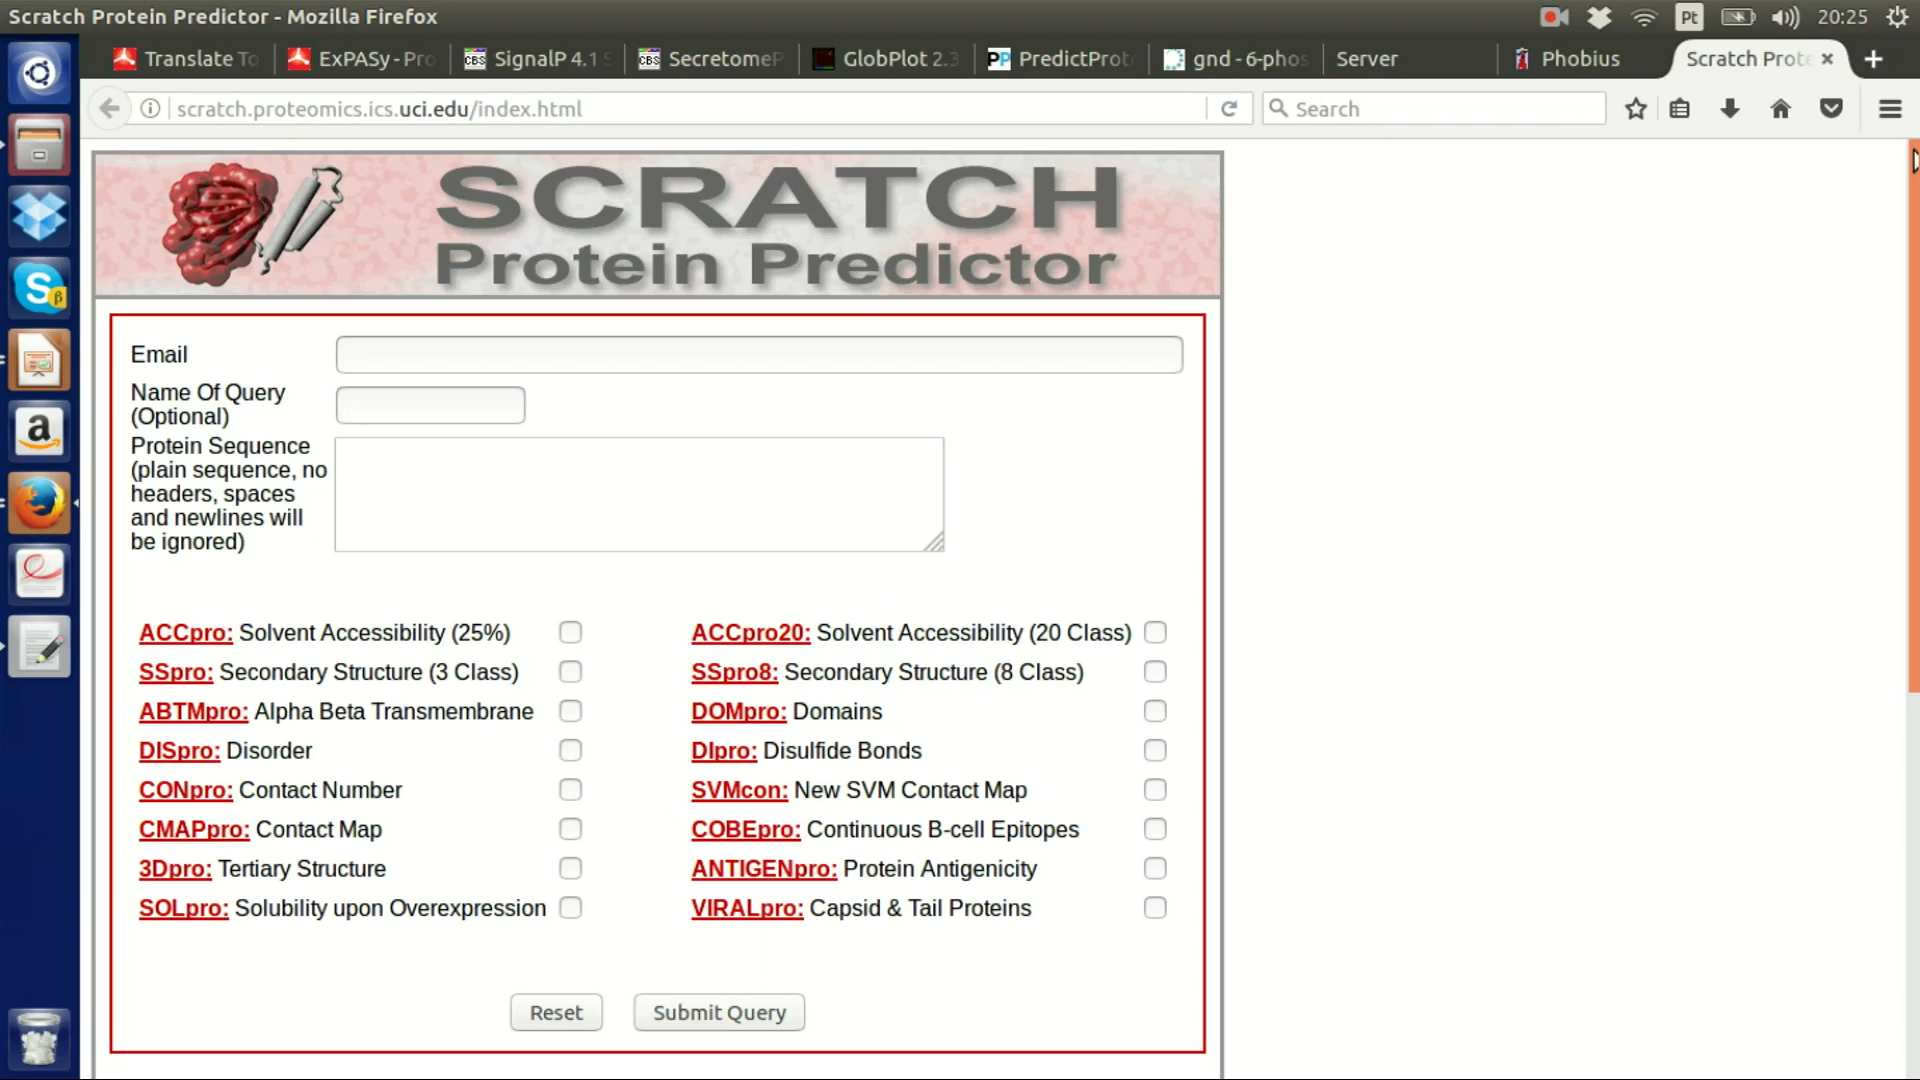 Scratch Protein Predictor - Mozilla Firefox
Pt
20:25
Translate To
ExPASy - Pro
SignalP 4.1 S
SecretomeP
GlobPlot 2.3
PredictProt
gnd - 6-phos
Server
Phobius
Scratch Prote
scratch.proteomics.ics.uci.edu/index.html
Search
SCRATCH
Protein Predictor
Email
Name Of Query
(Optional)
Protein Sequence
(plain sequence, no
headers, spaces
and newlines will
be ignored)
ACCpro: Solvent Accessibility (25%)
ACCpro20: Solvent Accessibility (20 Class)
SSpro: Secondary Structure (3 Class)
SSpro8: Secondary Structure (8 Class)
ABTMpro: Alpha Beta Transmembrane
DOMpro: Domains
DISpro: Disorder
DIpro: Disulfide Bonds
CONpro: Contact Number
SVMcon: New SVM Contact Map
CMAPpro: Contact Map
COBEpro: Continuous B-cell Epitopes
3Dpro: Tertiary Structure
ANTIGENpro: Protein Antigenicity
SOLpro: Solubility upon Overexpression
VIRALpro: Capsid & Tail Proteins
Reset
Submit Query